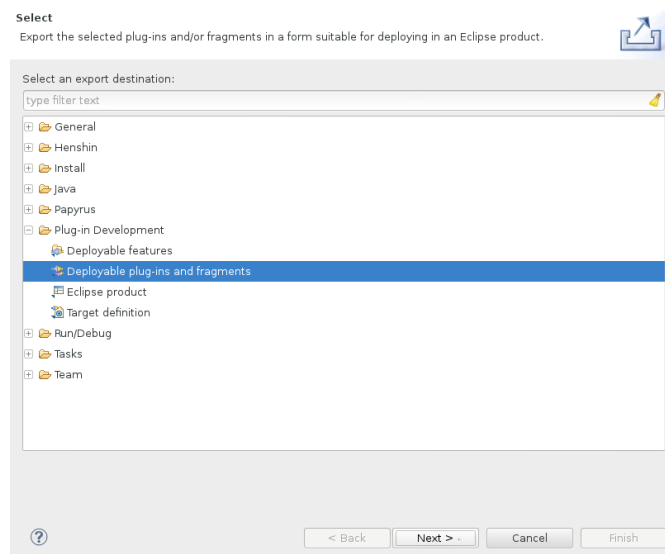 Select
Export the selected plug-ins and/or fragments in a form suitable for deploying in an Eclipse product.
Select an export destination:
type filter text
General
Henshin
Install
Java
Papyrus
Plug-in Development
Deployable features
Deployable plug-ins and fragments
Eclipse product
Target definition
Run/Debug
Tasks
Team
?
< Back
Next >
Cancel
Finish